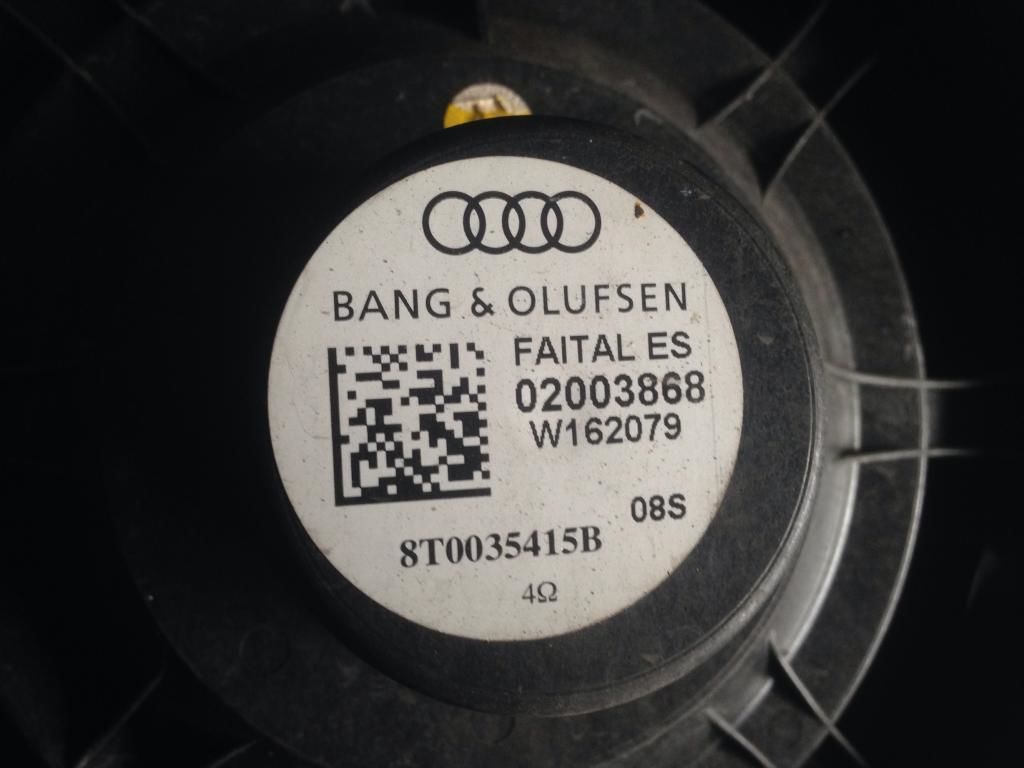 BANG & OLUFSEN
FAITAL ES
02003868
W162079
08S
8T0035415B
4Ω